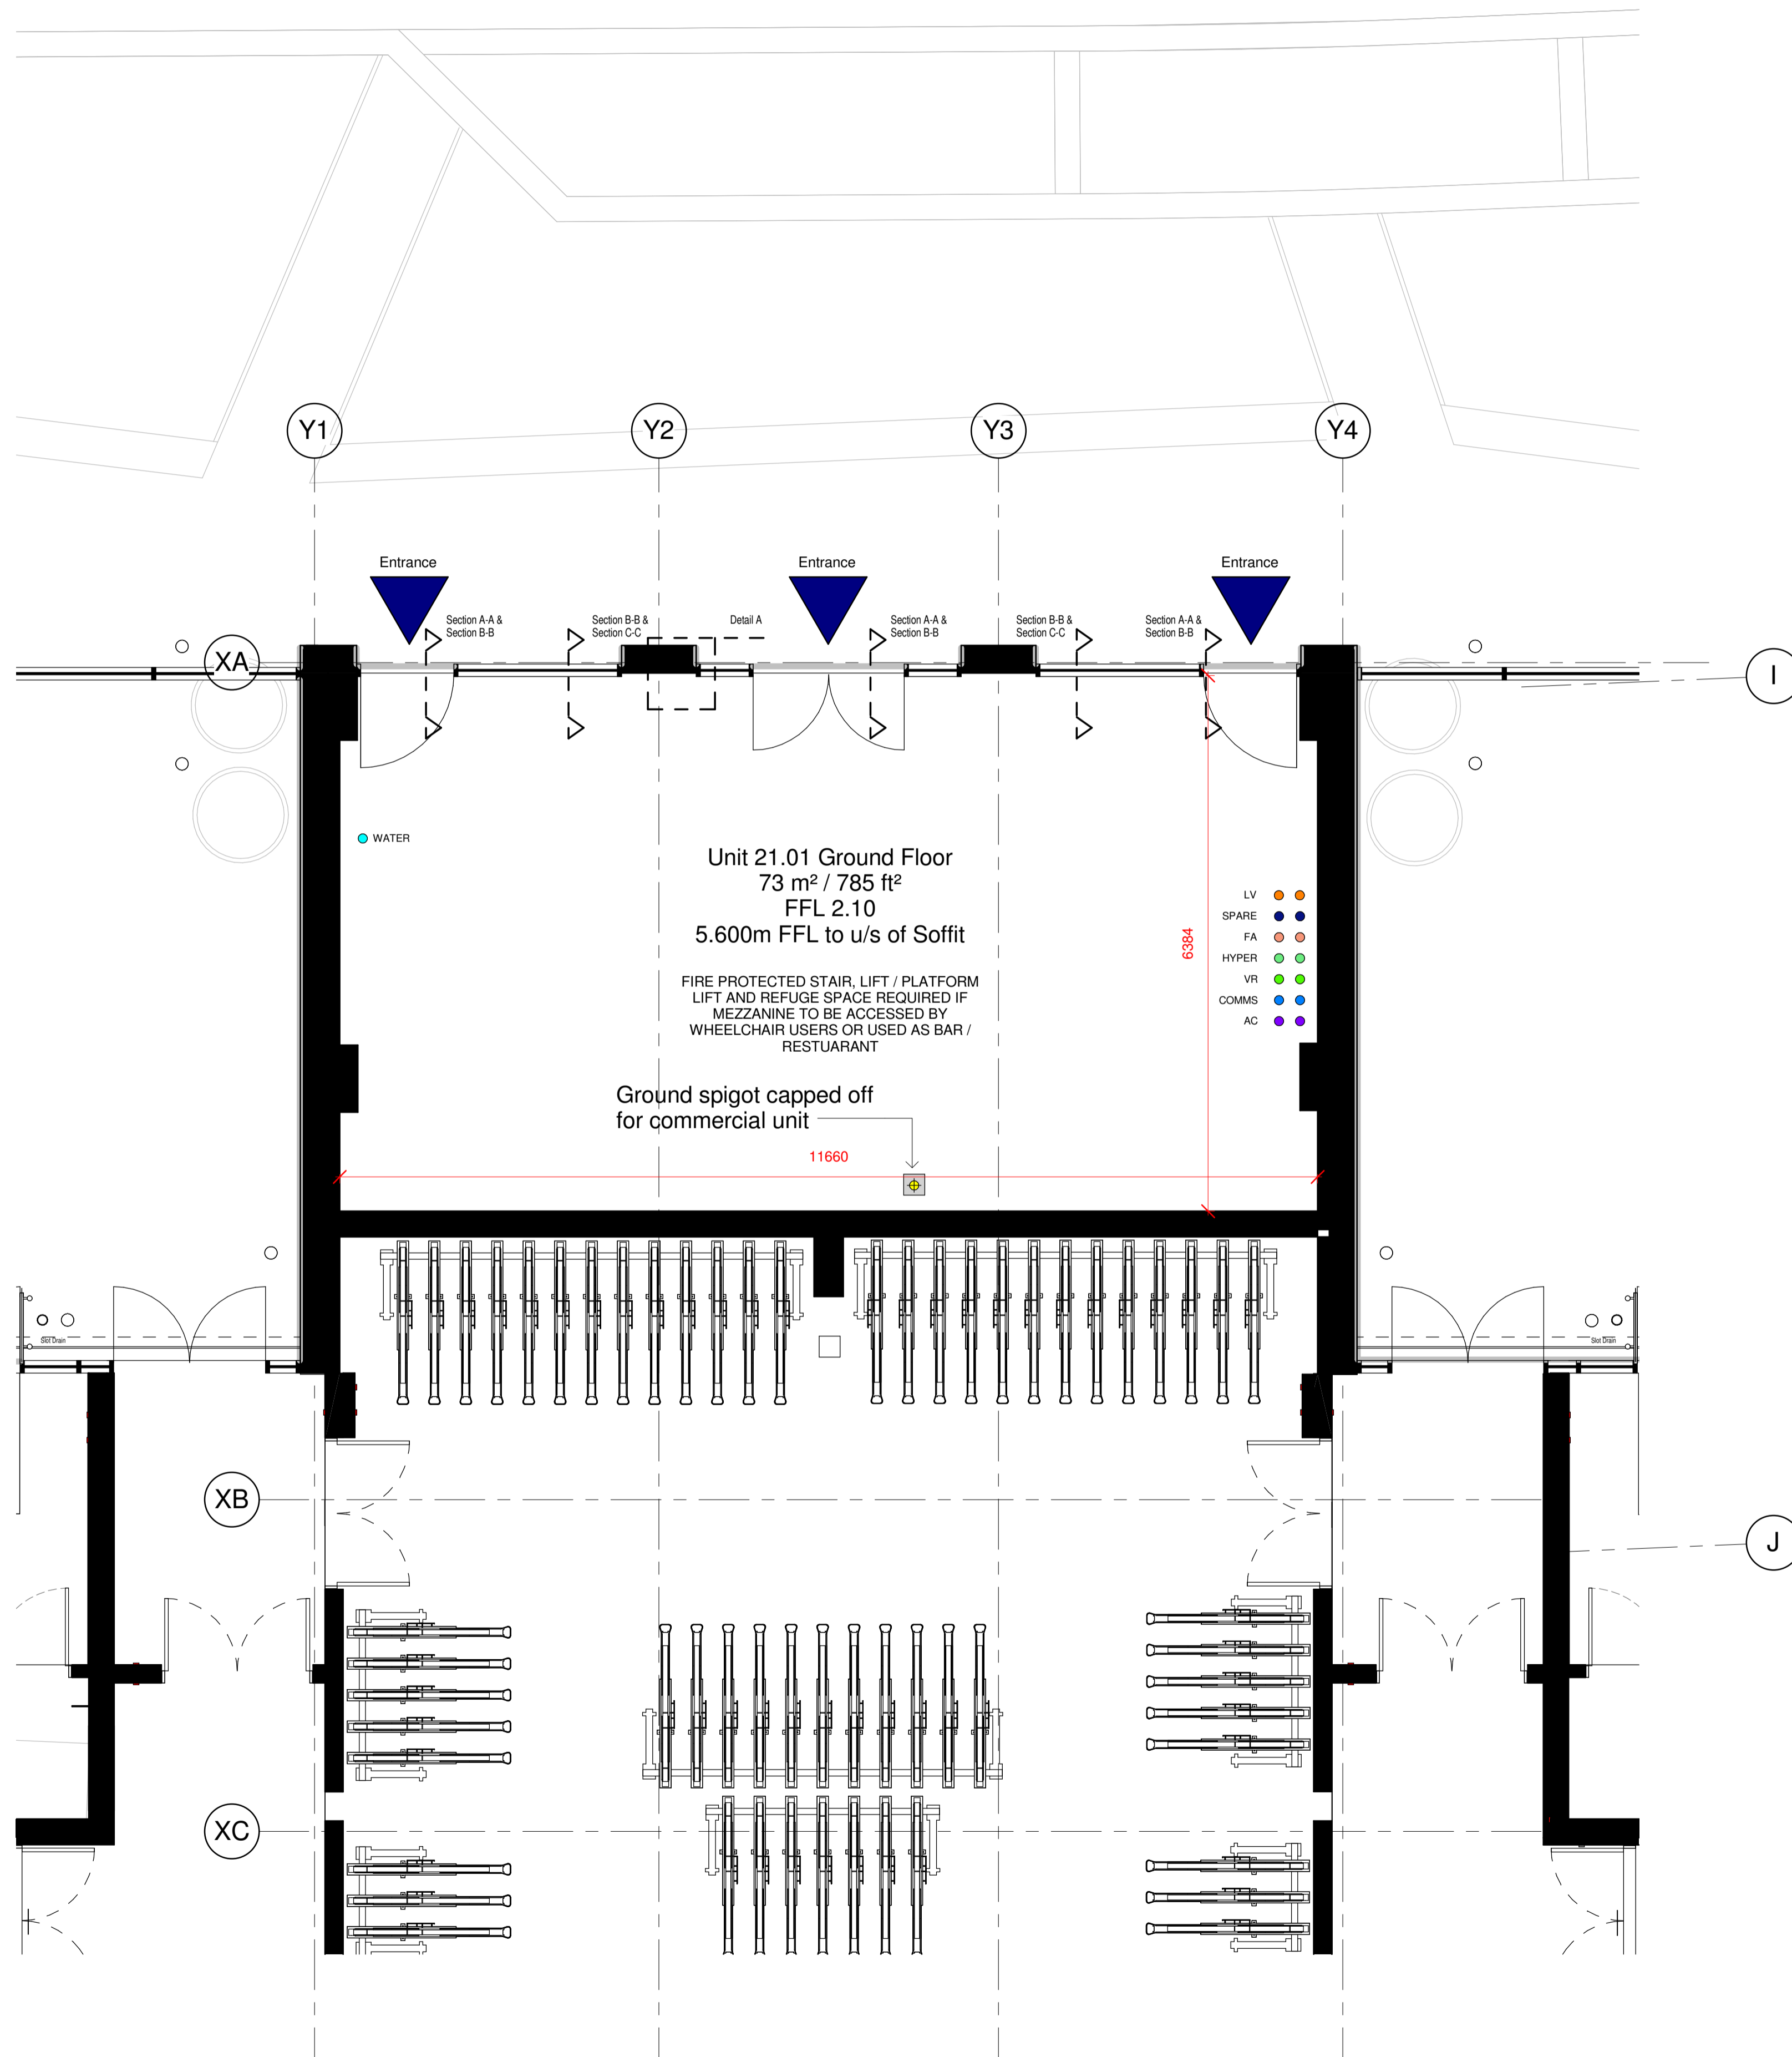 Y1
Y2
Y3
Y4
Entrance
Entrance
Entrance
Section A-A &
Section B-B
Section B-B &
Section C-C
Detail A
Section A-A &
Section B-B
Section B-B &
Section C-C
Section A-A &
Section B-B
XA
I
WATER
Unit 21.01 Ground Floor
73 m² / 785 ft²
FFL 2.10
5.600m FFL to u/s of Soffit
LV
SPARE
FA
HYPER
VR
COMMS
AC
6384
FIRE PROTECTED STAIR, LIFT / PLATFORM
LIFT AND REFUGE SPACE REQUIRED IF
MEZZANINE TO BE ACCESSED BY
WHEELCHAIR USERS OR USED AS BAR /
RESTUARANT
Ground spigot capped off
for commercial unit
11660
Slot Drain
Slot Drain
XB
J
XC